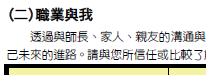 (二)職業與我
透過與師長、家人、親友的溝通與
己未來的進路。請與您所信任或比較了